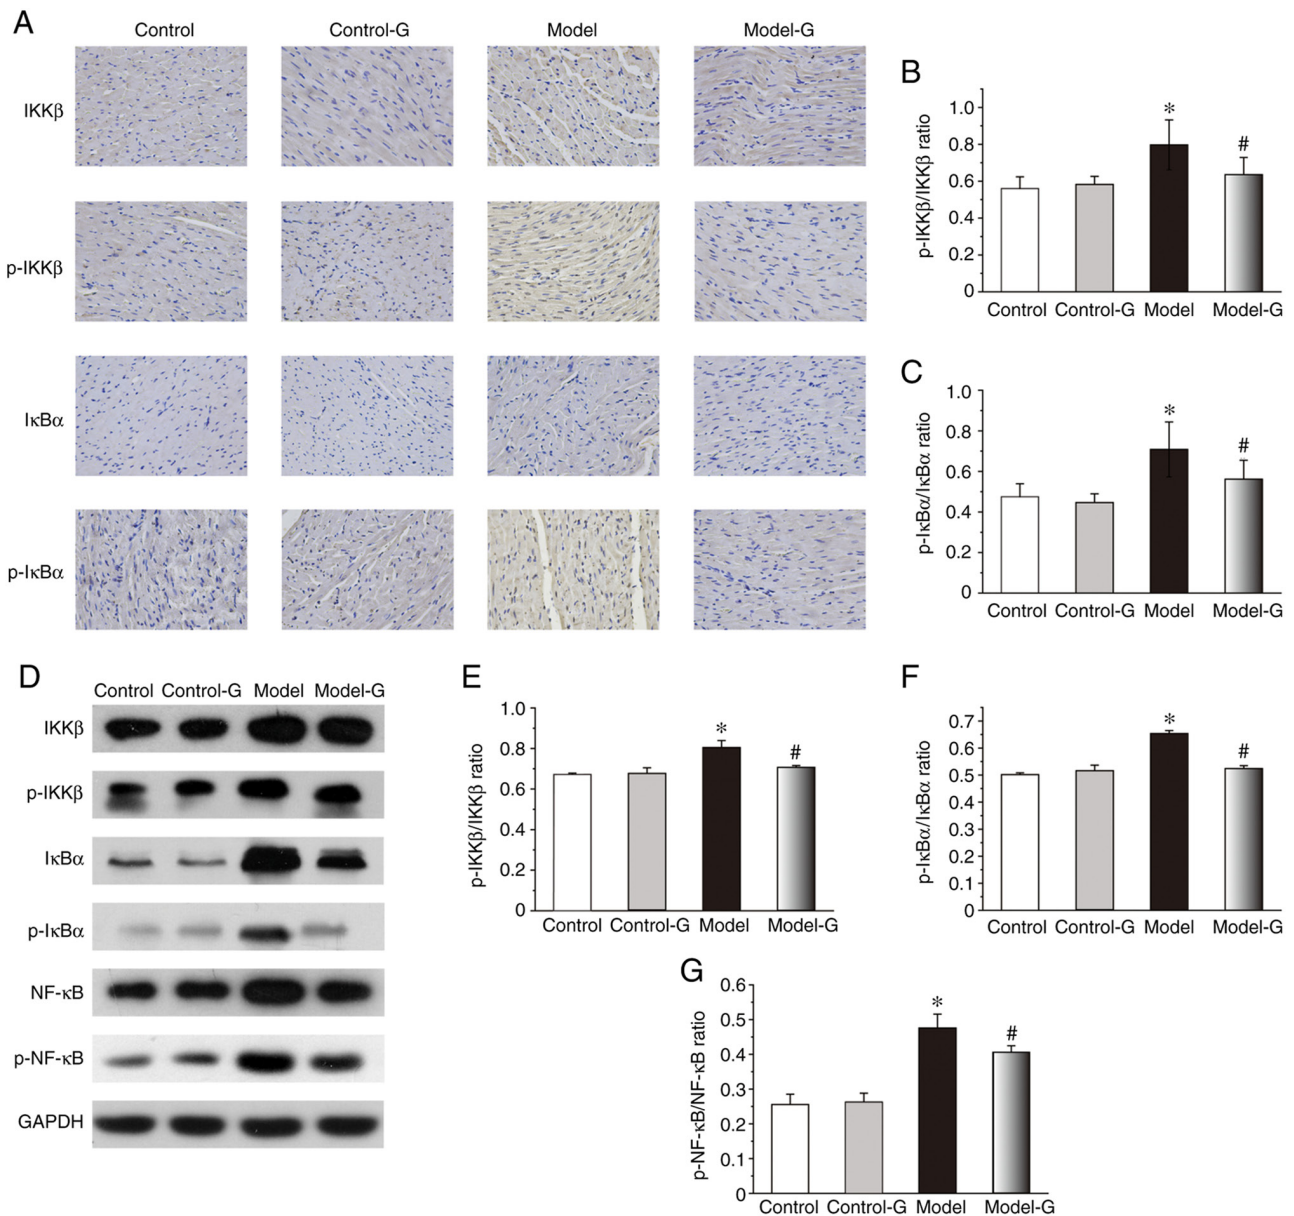 A
Control Control-G Model Model-G
IKKβ
p-IKKβ
IκBα
p-IκBα
B
p-IKKβ/IKKβ ratio
1.0
0.8
0.6
0.4
0.2
0
*
#
Control Control-G Model Model-G
C
p-IκBα/IκBα ratio
1.0
0.8
0.6
0.4
0.2
0
*
#
Control Control-G Model Model-G
D
Control Control-G Model Model-G
IKKβ
p-IKKβ
IκBα
p-IκBα
NF-κB
p-NF-κB
GAPDH
E
p-IKKβ/IKKβ ratio
1.0
0.8
0.6
0.4
0.2
0
*
#
Control Control-G Model Model-G
F
p-IκBα/IκBα ratio
0.7
0.6
0.5
0.4
0.3
0.2
0.1
0
*
#
Control Control-G Model Model-G
G
p-NF-κB/NF-κB ratio
0.6
0.5
0.4
0.3
0.2
0.1
0
*
#
Control Control-G Model Model-G